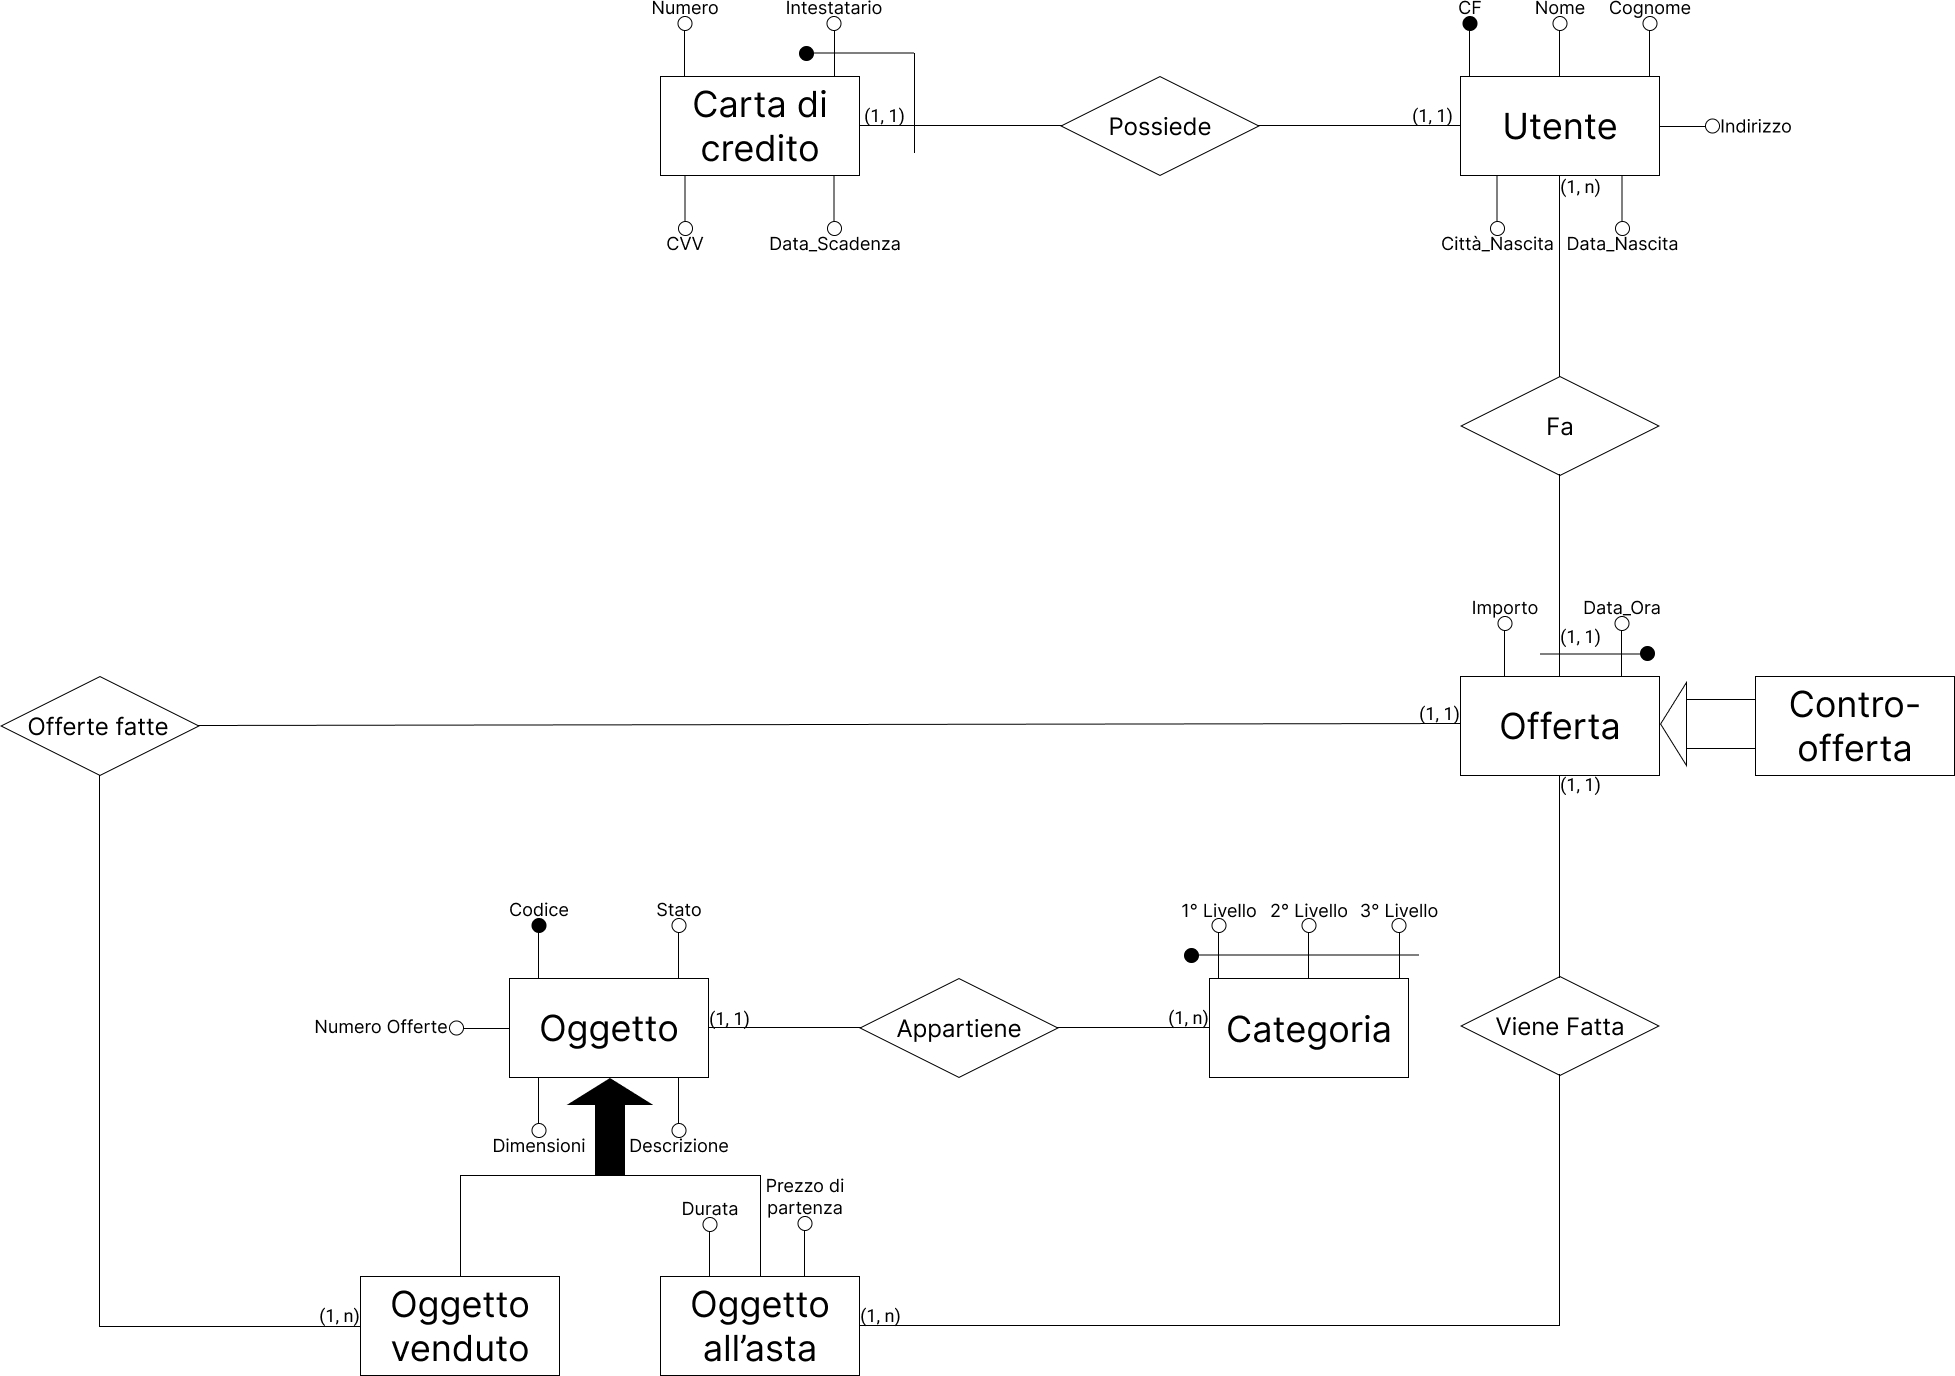 Numero
Intestatario
CF
Nome
Cognome
Carta di
credito
(1, 1)
Possiede
(1, 1)
Utente
Indirizzo
(1, n)
CVV
Data_Scadenza
Città_Nascita
Data_Nascita
Fa
Importo
Data_Ora
(1, 1)
Offerte fatte
(1, 1)
Offerta
Contro-
offerta
(1, 1)
Codice
Stato
1° Livello
2° Livello
3° Livello
Numero Offerte
Oggetto
(1, 1)
Appartiene
(1, n)
Categoria
Viene Fatta
Dimensioni
Descrizione
Durata
Prezzo di
partenza
(1, n)
Oggetto
venduto
Oggetto
all’asta
(1, n)